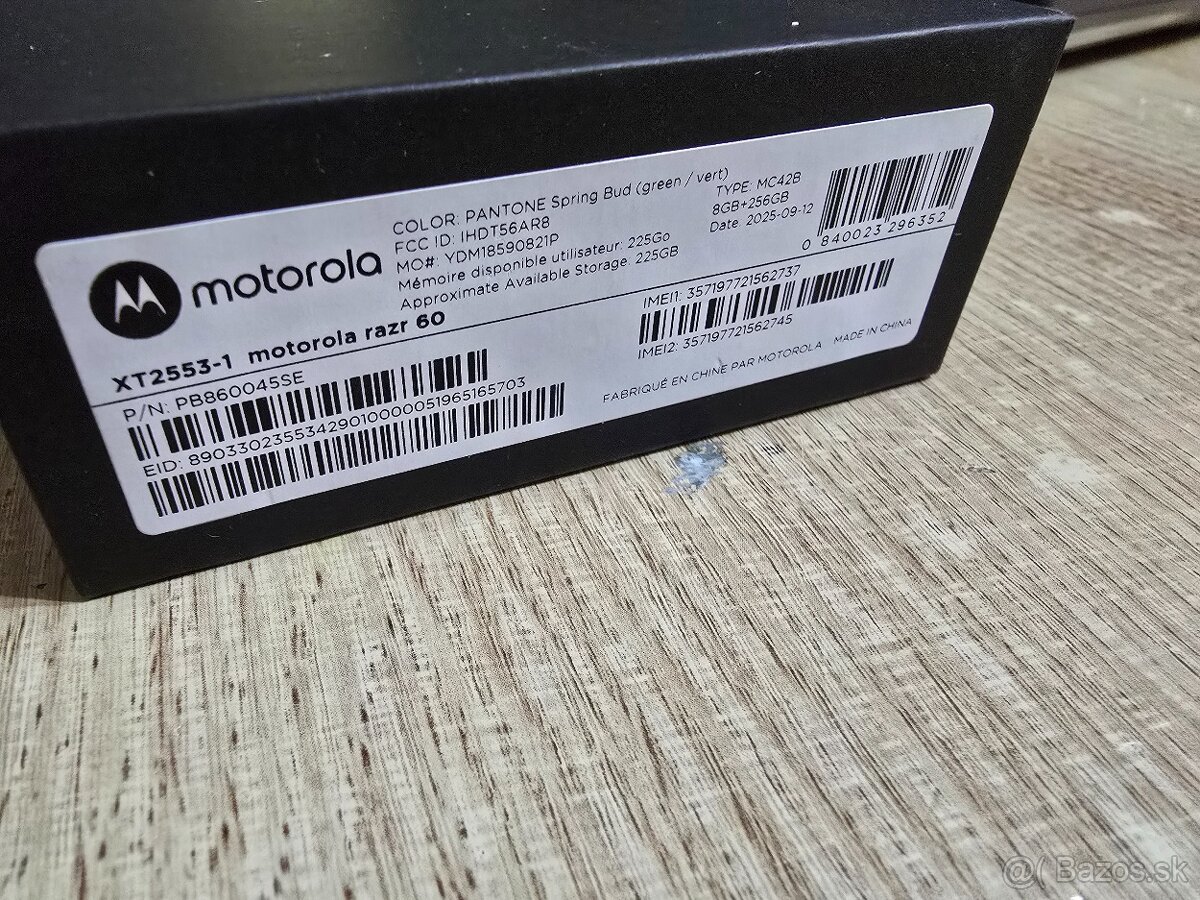 motorola
COLOR: PANTONE Spring Bud (green / vert)
FCC ID: IHDT56AR8
MO#: YDM18590821P
Mémoire disponible utilisateur: 225Go
Approximate Available Storage: 225GB
TYPE: MC42B
8GB+256GB
Date: 2025-09-12
0 840023 296352
XT2553-1 motorola razr 60
P/N: PB860045SE
EID: 89033023553429010000051965165703
IMEI1: 357197721562737
IMEI2: 357197721562745
FABRIQUÉ EN CHINE PAR MOTOROLA MADE IN CHINA
@( Bazos.sk